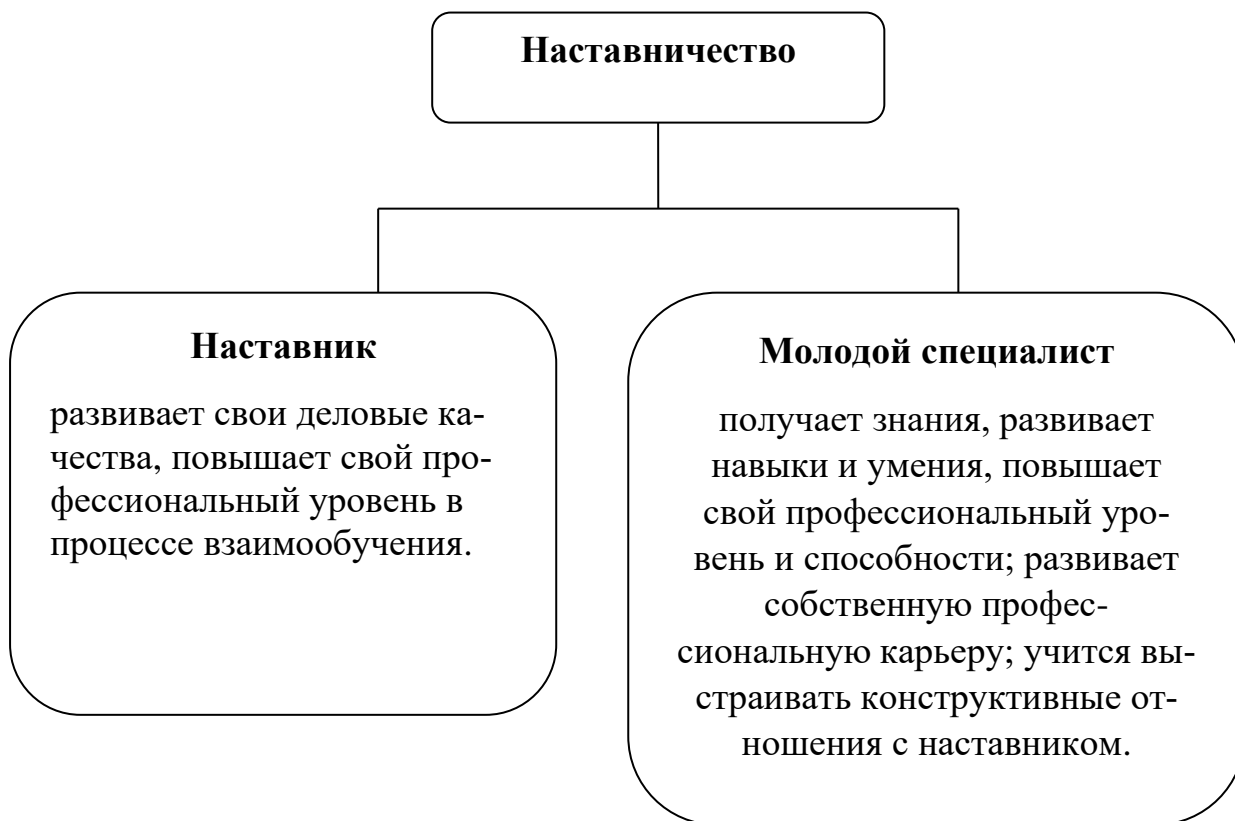 Наставничество
Наставник
развивает свои деловые ка-
чества, повышает свой про-
фессиональный уровень в
процессе взаимообучения.
Молодой специалист
получает знания, развивает
навыки и умения, повышает
свой профессиональный уро-
вень и способности; развивает
собственную профес-
сиональную карьеру; учится вы-
страивать конструктивные от-
ношения с наставником.